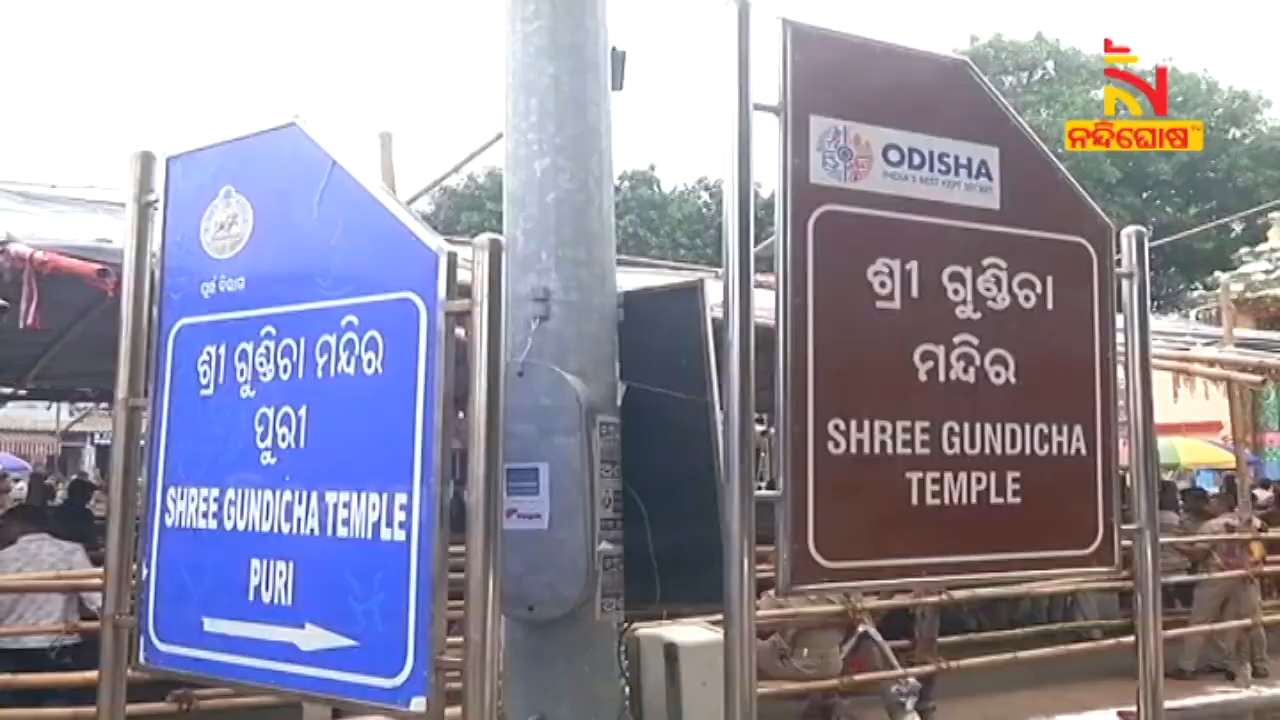 ପୂର୍ତ୍ତ ବିଭାଗ
ଶ୍ରୀ ଗୁଣ୍ଡିଚା ମନ୍ଦିର
ପୁରୀ
SHREE GUNDICHA TEMPLE
PURI
ODISHA
INDIA'S BEST KEPT SECRET
ଶ୍ରୀ ଗୁଣ୍ଡିଚା
ମନ୍ଦିର
SHREE GUNDICHA
TEMPLE
ନନ୍ଦିଘୋଷ